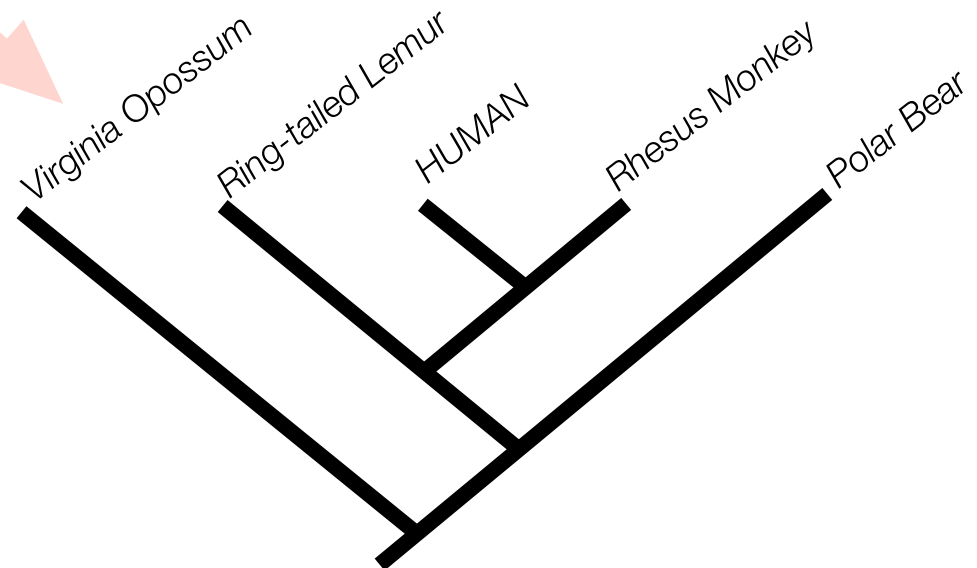 Virginia Opossum
Ring-tailed Lemur
HUMAN
Rhesus Monkey
Polar Bear